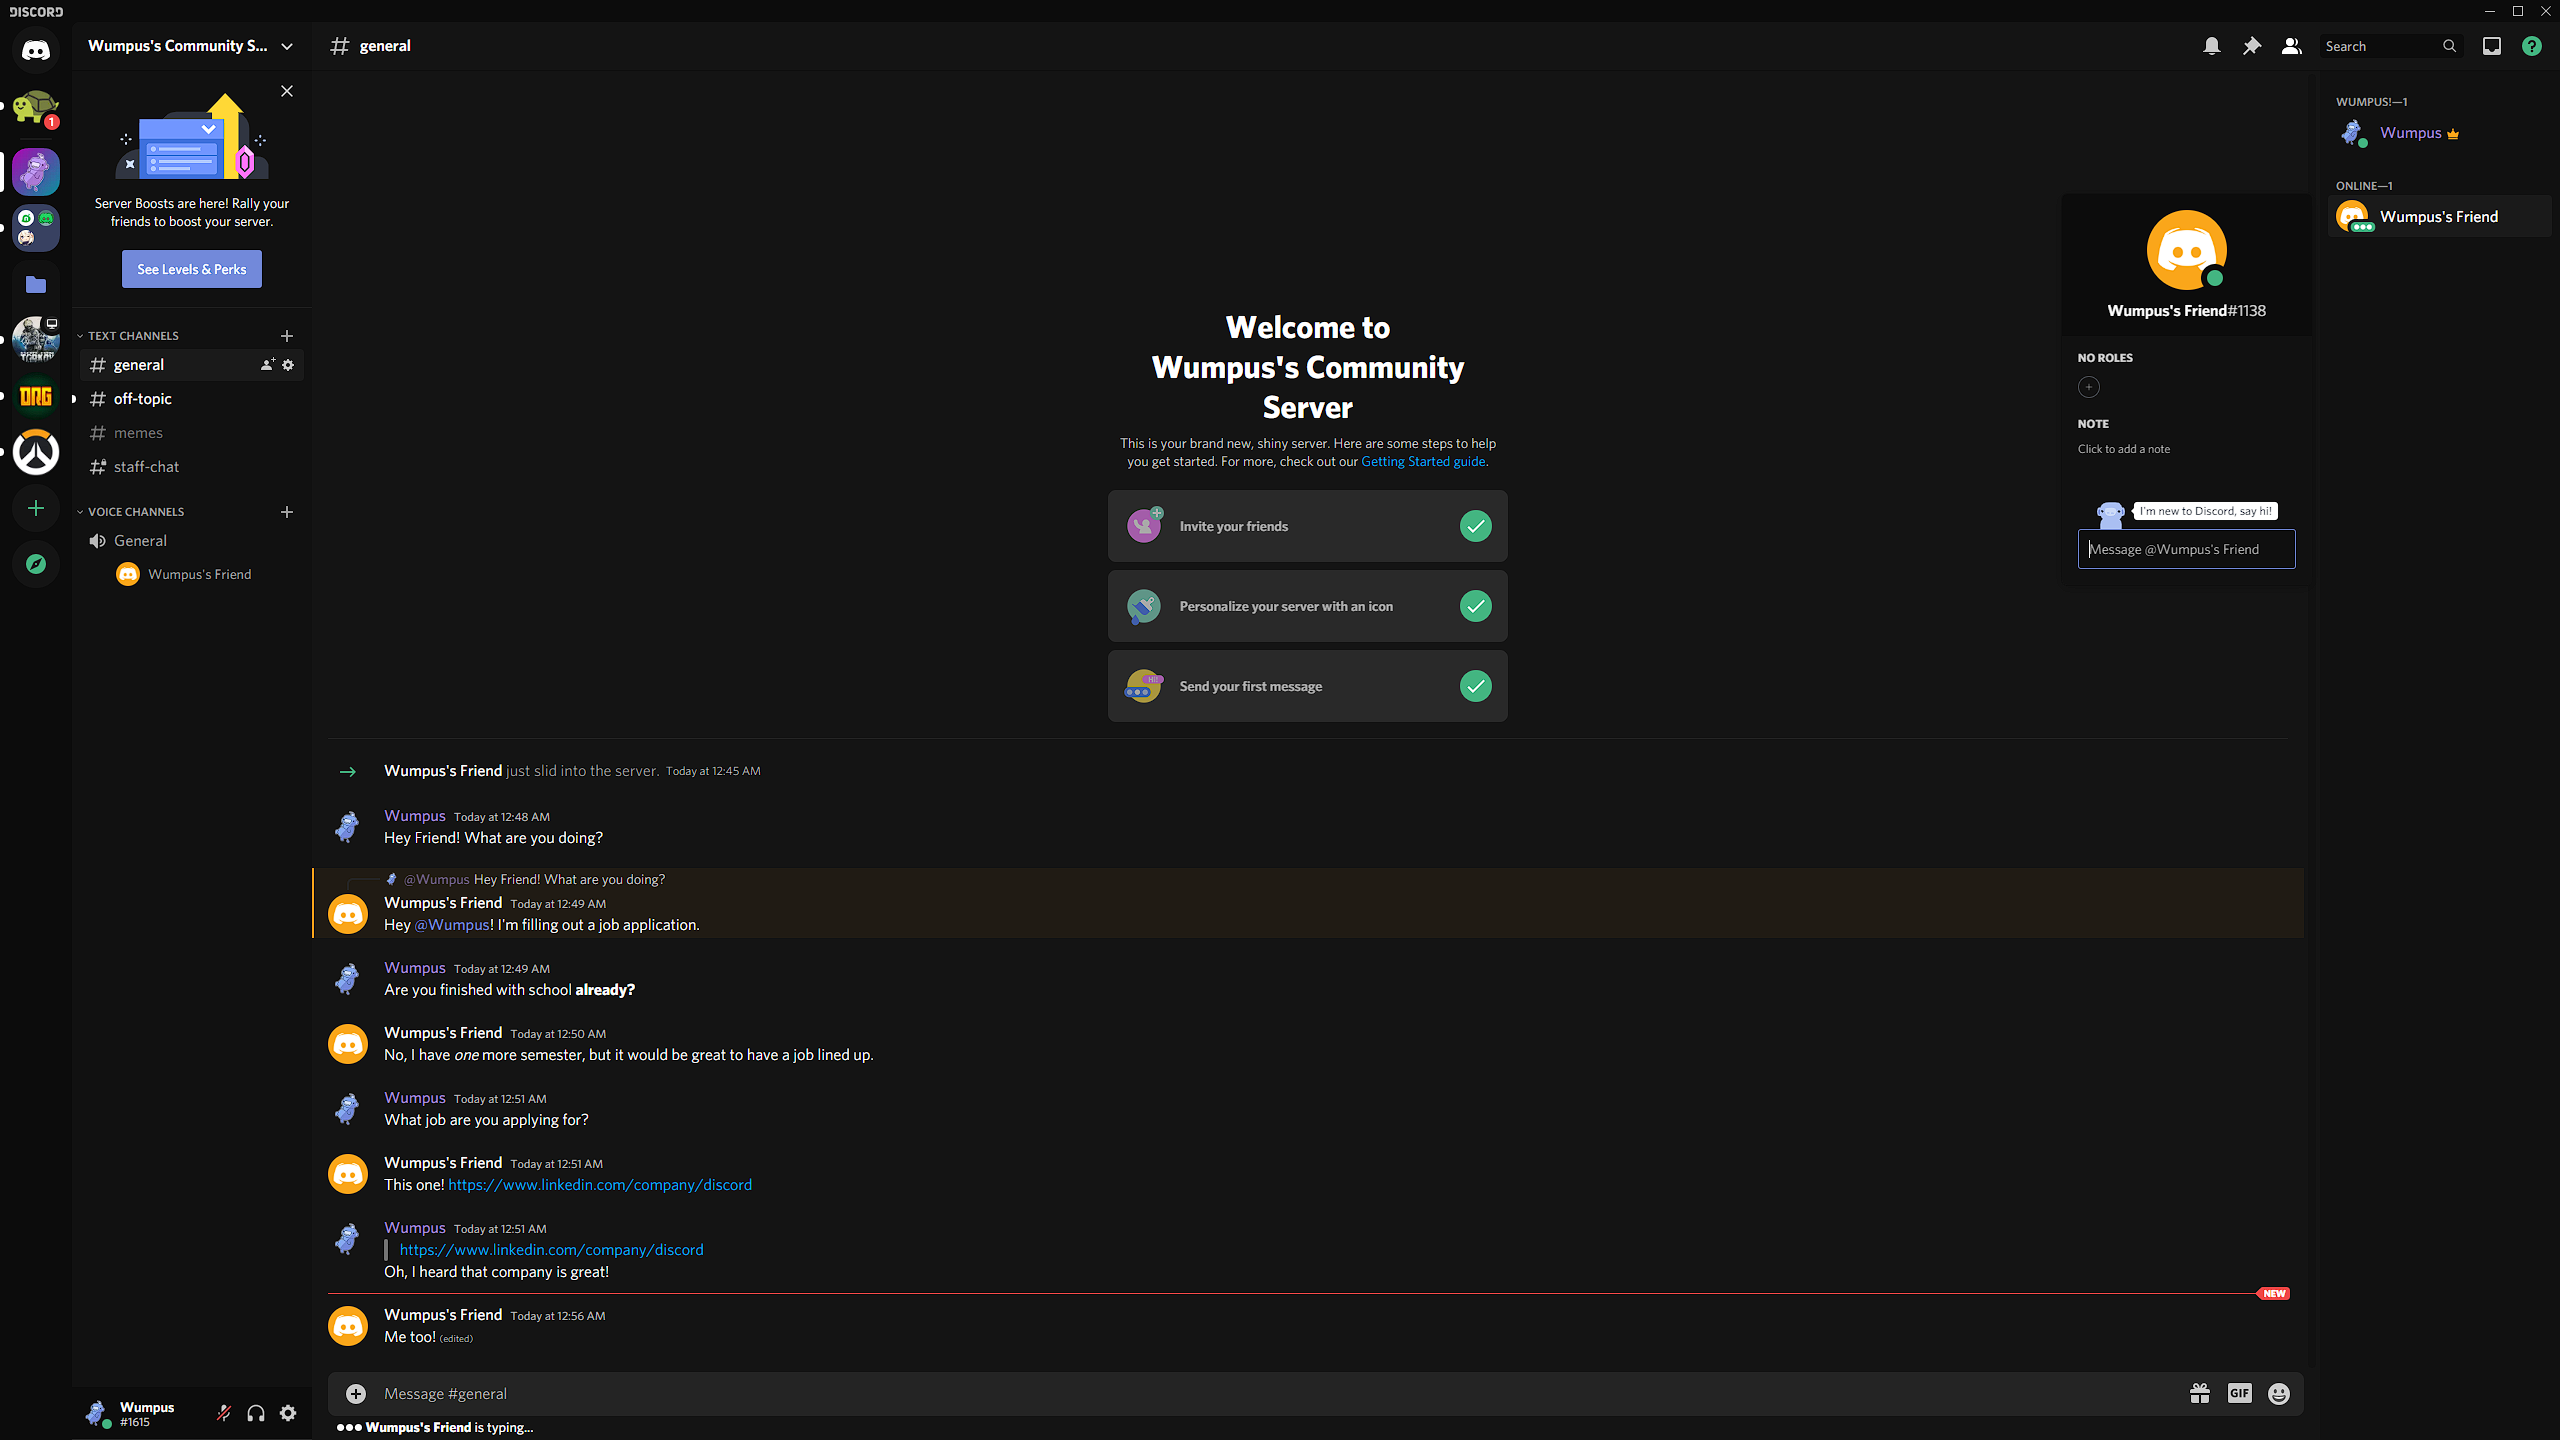 DISCORD
Wumpus's Community S...
general
Search
1
Server Boosts are here! Rally your
friends to boost your server.
See Levels & Perks
TEXT CHANNELS
general
off-topic
memes
staff-chat
VOICE CHANNELS
General
Wumpus's Friend
DRG
Welcome to
Wumpus's Community
Server
This is your brand new, shiny server. Here are some steps to help
you get started. For more, check out our Getting Started guide.
Invite your friends
Personalize your server with an icon
Hi!
Send your first message
Wumpus's Friend just slid into the server. Today at 12:45 AM
Wumpus Today at 12:48 AM
Hey Friend! What are you doing?
@Wumpus Hey Friend! What are you doing?
Wumpus's Friend Today at 12:49 AM
Hey @Wumpus! I'm filling out a job application.
Wumpus Today at 12:49 AM
Are you finished with school already?
Wumpus's Friend Today at 12:50 AM
No, I have one more semester, but it would be great to have a job lined up.
Wumpus Today at 12:51 AM
What job are you applying for?
Wumpus's Friend Today at 12:51 AM
This one! https://www.linkedin.com/company/discord
Wumpus Today at 12:51 AM
https://www.linkedin.com/company/discord
Oh, I heard that company is great!
NEW
Wumpus's Friend Today at 12:56 AM
Me too! (edited)
Message #general
GIF
Wumpus's Friend is typing...
Wumpus
#1615
WUMPUS!—1
Wumpus
ONLINE—1
Wumpus's Friend
Wumpus's Friend#1138
NO ROLES
NOTE
Click to add a note
I'm new to Discord, say hi!
Message @Wumpus's Friend